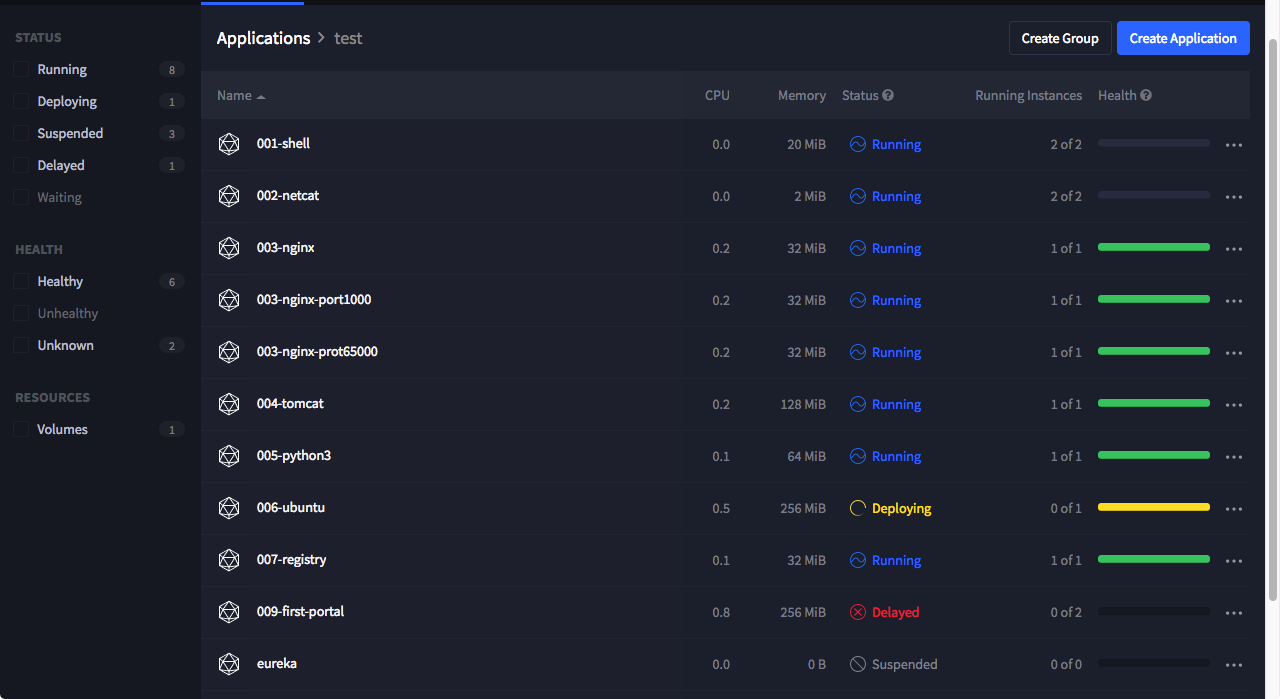 STATUS
Running 8
Deploying 1
Suspended 3
Delayed 1
Waiting
HEALTH
Healthy 6
Unhealthy
Unknown 2
RESOURCES
Volumes 1
Applications > test
Create Group Create Application
Name CPU Memory Status ? Running Instances Health ?
001-shell 0.0 20 MiB Running 2 of 2
002-netcat 0.0 2 MiB Running 2 of 2
003-nginx 0.2 32 MiB Running 1 of 1
003-nginx-port1000 0.2 32 MiB Running 1 of 1
003-nginx-prot65000 0.2 32 MiB Running 1 of 1
004-tomcat 0.2 128 MiB Running 1 of 1
005-python3 0.1 64 MiB Running 1 of 1
006-ubuntu 0.5 256 MiB Deploying 0 of 1
007-registry 0.1 32 MiB Running 1 of 1
009-first-portal 0.8 256 MiB Delayed 0 of 2
eureka 0.0 0 B Suspended 0 of 0